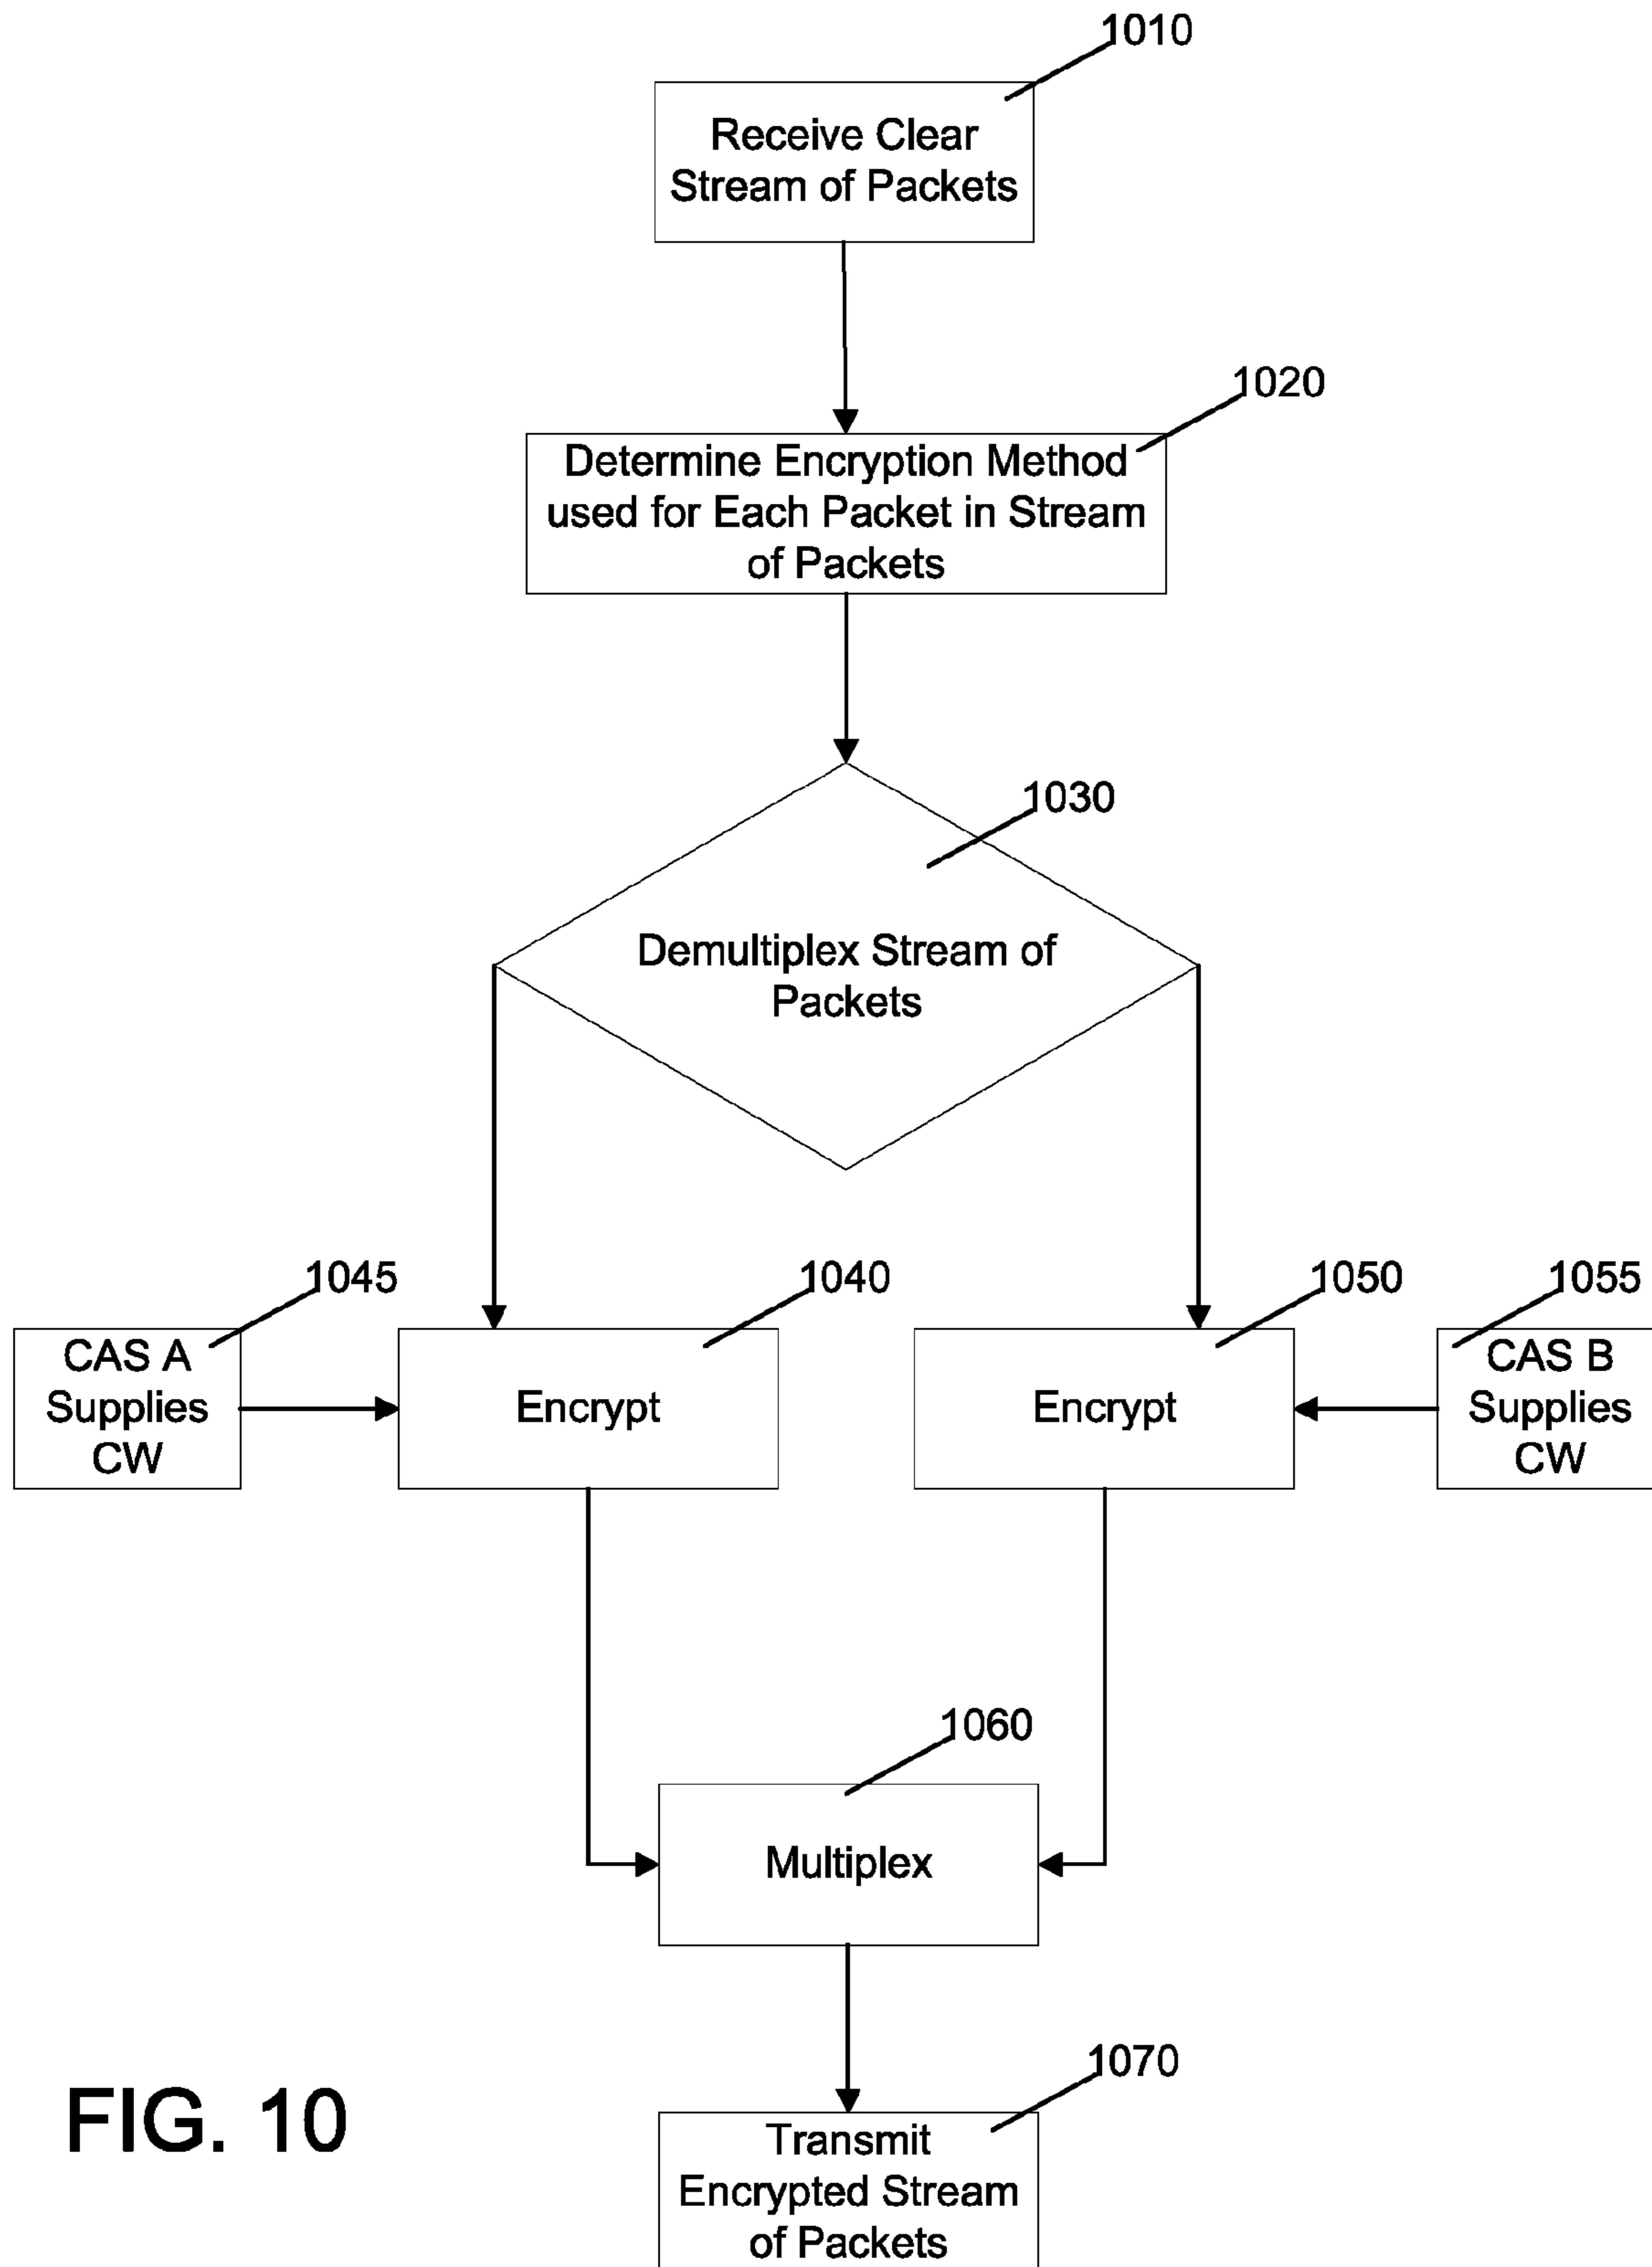 1010
Receive Clear
Stream of Packets
1020
Determine Encryption Method
used for Each Packet in Stream
of Packets
1030
Demultiplex Stream of
Packets
1045
CAS A
Supplies
CW
1040
Encrypt
1050
Encrypt
1055
CAS B
Supplies
CW
1060
Multiplex
1070
Transmit
Encrypted Stream
of Packets
FIG. 10